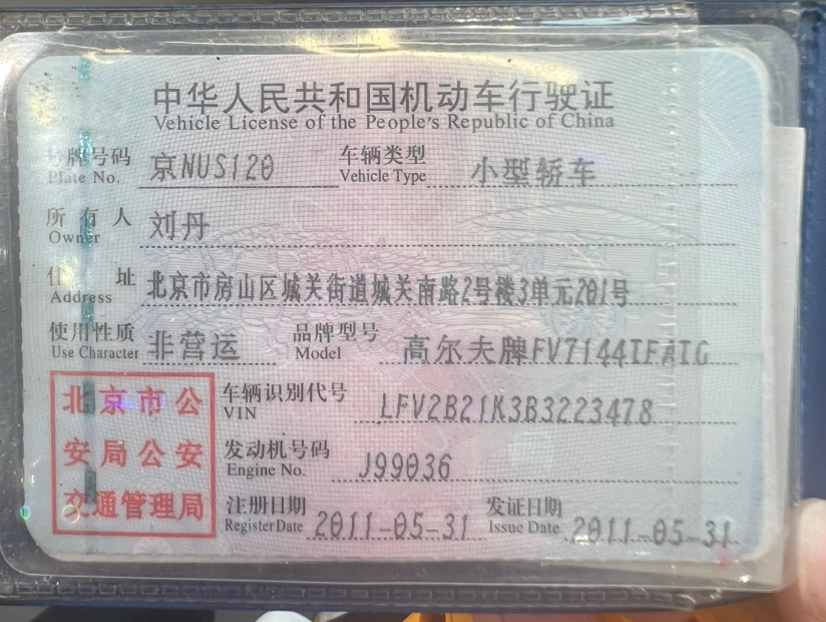 中华人民共和国机动车行驶证
Vehicle License of the People's Republic of China
号牌号码 京NUS120 车辆类型 小型轿车
Plate No. Vehicle Type
所有人 刘丹
Owner
住址 北京市房山区城关街道城关南路2号楼3单元201号
Address
使用性质 非营运 品牌型号 高尔夫牌FV7144TFATG
Use Character Model
北京市公
安局公安
交通管理局
车辆识别代号 LFV2B21K3B3223478
VIN
发动机号码 J99036
Engine No.
注册日期 2011-05-31 发证日期 2011-05-31
Register Date Issue Date